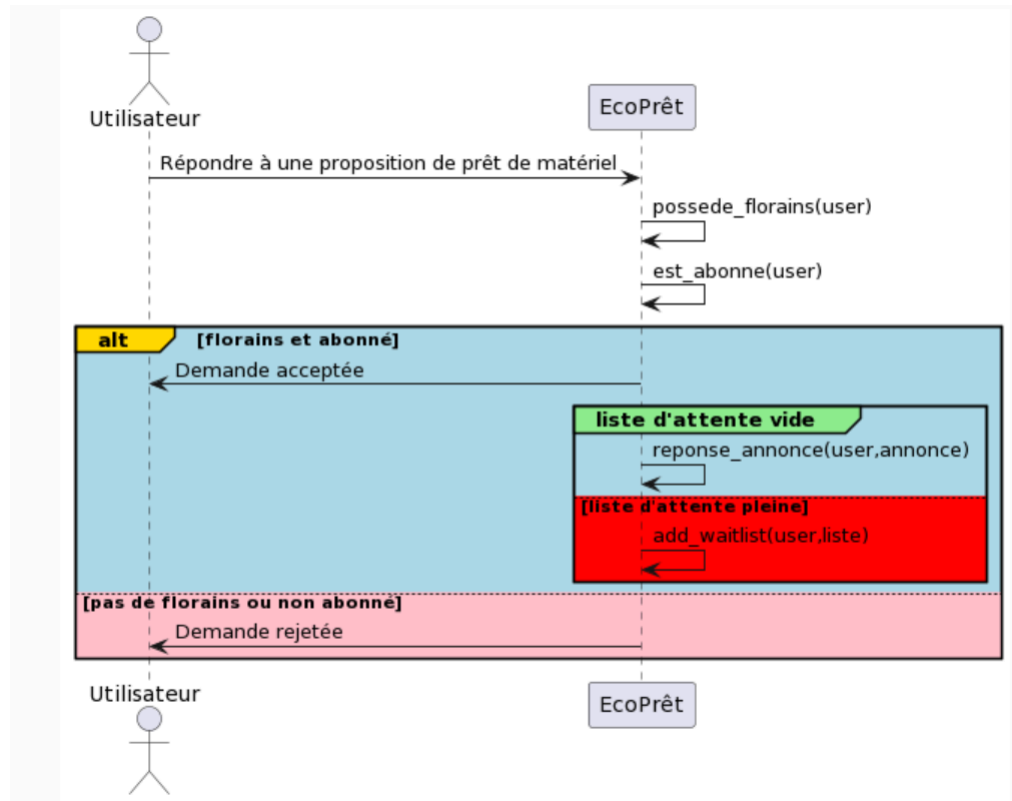 Utilisateur
EcoPrêt
Répondre à une proposition de prêt de matériel
possede_florains(user)
est_abonne(user)
alt [florains et abonné]
Demande acceptée
liste d'attente vide
reponse_annonce(user,annonce)
[liste d'attente pleine]
add_waitlist(user,liste)
[pas de florains ou non abonné]
Demande rejetée
Utilisateur
EcoPrêt